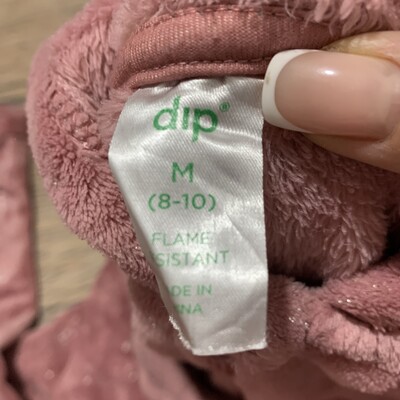 dip®
M
(8-10)
FLAME
SISTANT
DE IN
NA